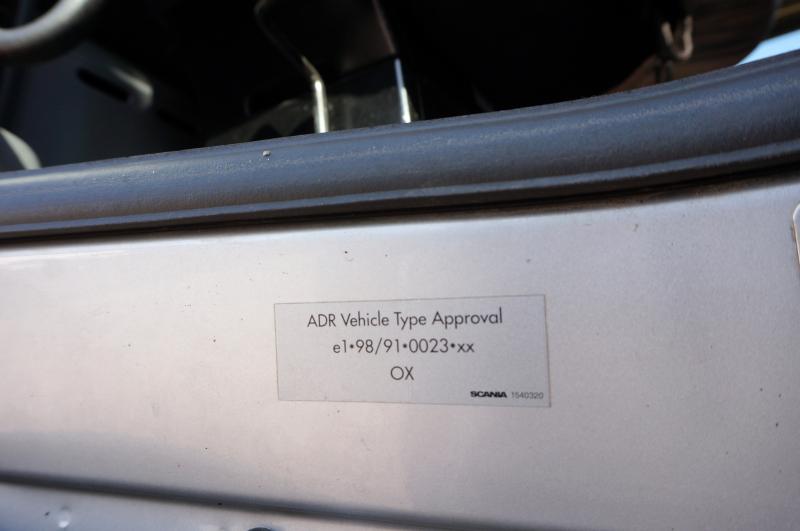 ADR Vehicle Type Approval
e1•98/91•0023•xx
OX
SCANIA 1540320